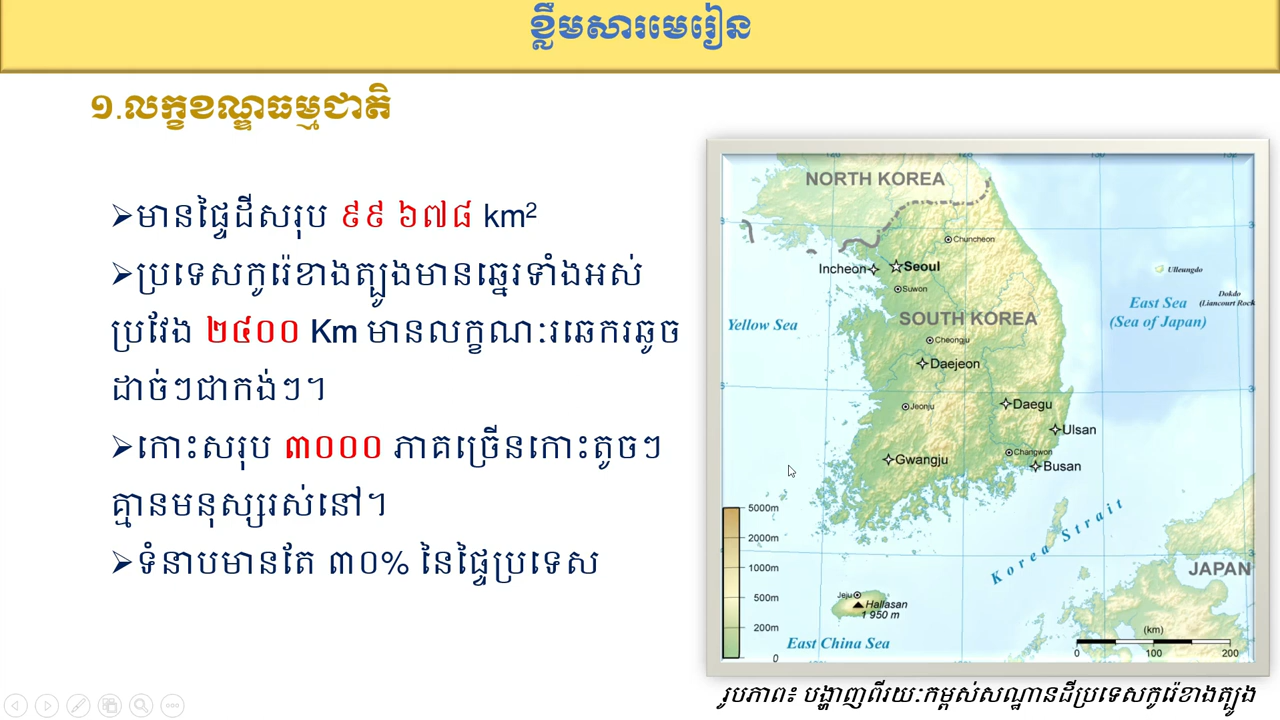 ខ្លឹមសារមេរៀន
១.លក្ខខណ្ឌធម្មជាតិ
➢មានផ្ទៃដីសរុប ៩៩ ៦៧៨ km²
➢ប្រទេសកូរ៉េខាងត្បូងមានឆ្នេរទាំងអស់
ប្រវែង ២៤០០ Km មានលក្ខណៈរឆេករឆូច
ដាច់ៗជាកង់ៗ។
➢កោះសរុប ៣០០០ ភាគច្រើនកោះតូចៗ
គ្មានមនុស្សរស់នៅ។
➢ទំនាបមានតែ ៣០% នៃផ្ទៃប្រទេស
NORTH KOREA
Chuncheon
Incheon
Seoul
Suwon
Ulleungdo
Dokdo
(Liancourt Rock
East Sea
(Sea of Japan)
Yellow Sea
SOUTH KOREA
Cheongju
Daejeon
Jeonju
Daegu
Ulsan
Gwangju
Changwon
Busan
5000m
2000m
1000m
500m
200m
0
Korea Strait
JAPAN
Jeju
Hallasan
1 950 m
East China Sea
(km)
0 100 200
រូបភាព៖ បង្ហាញពីរយៈកម្ពស់សណ្ឋានដីប្រទេសកូរ៉េខាងត្បូង